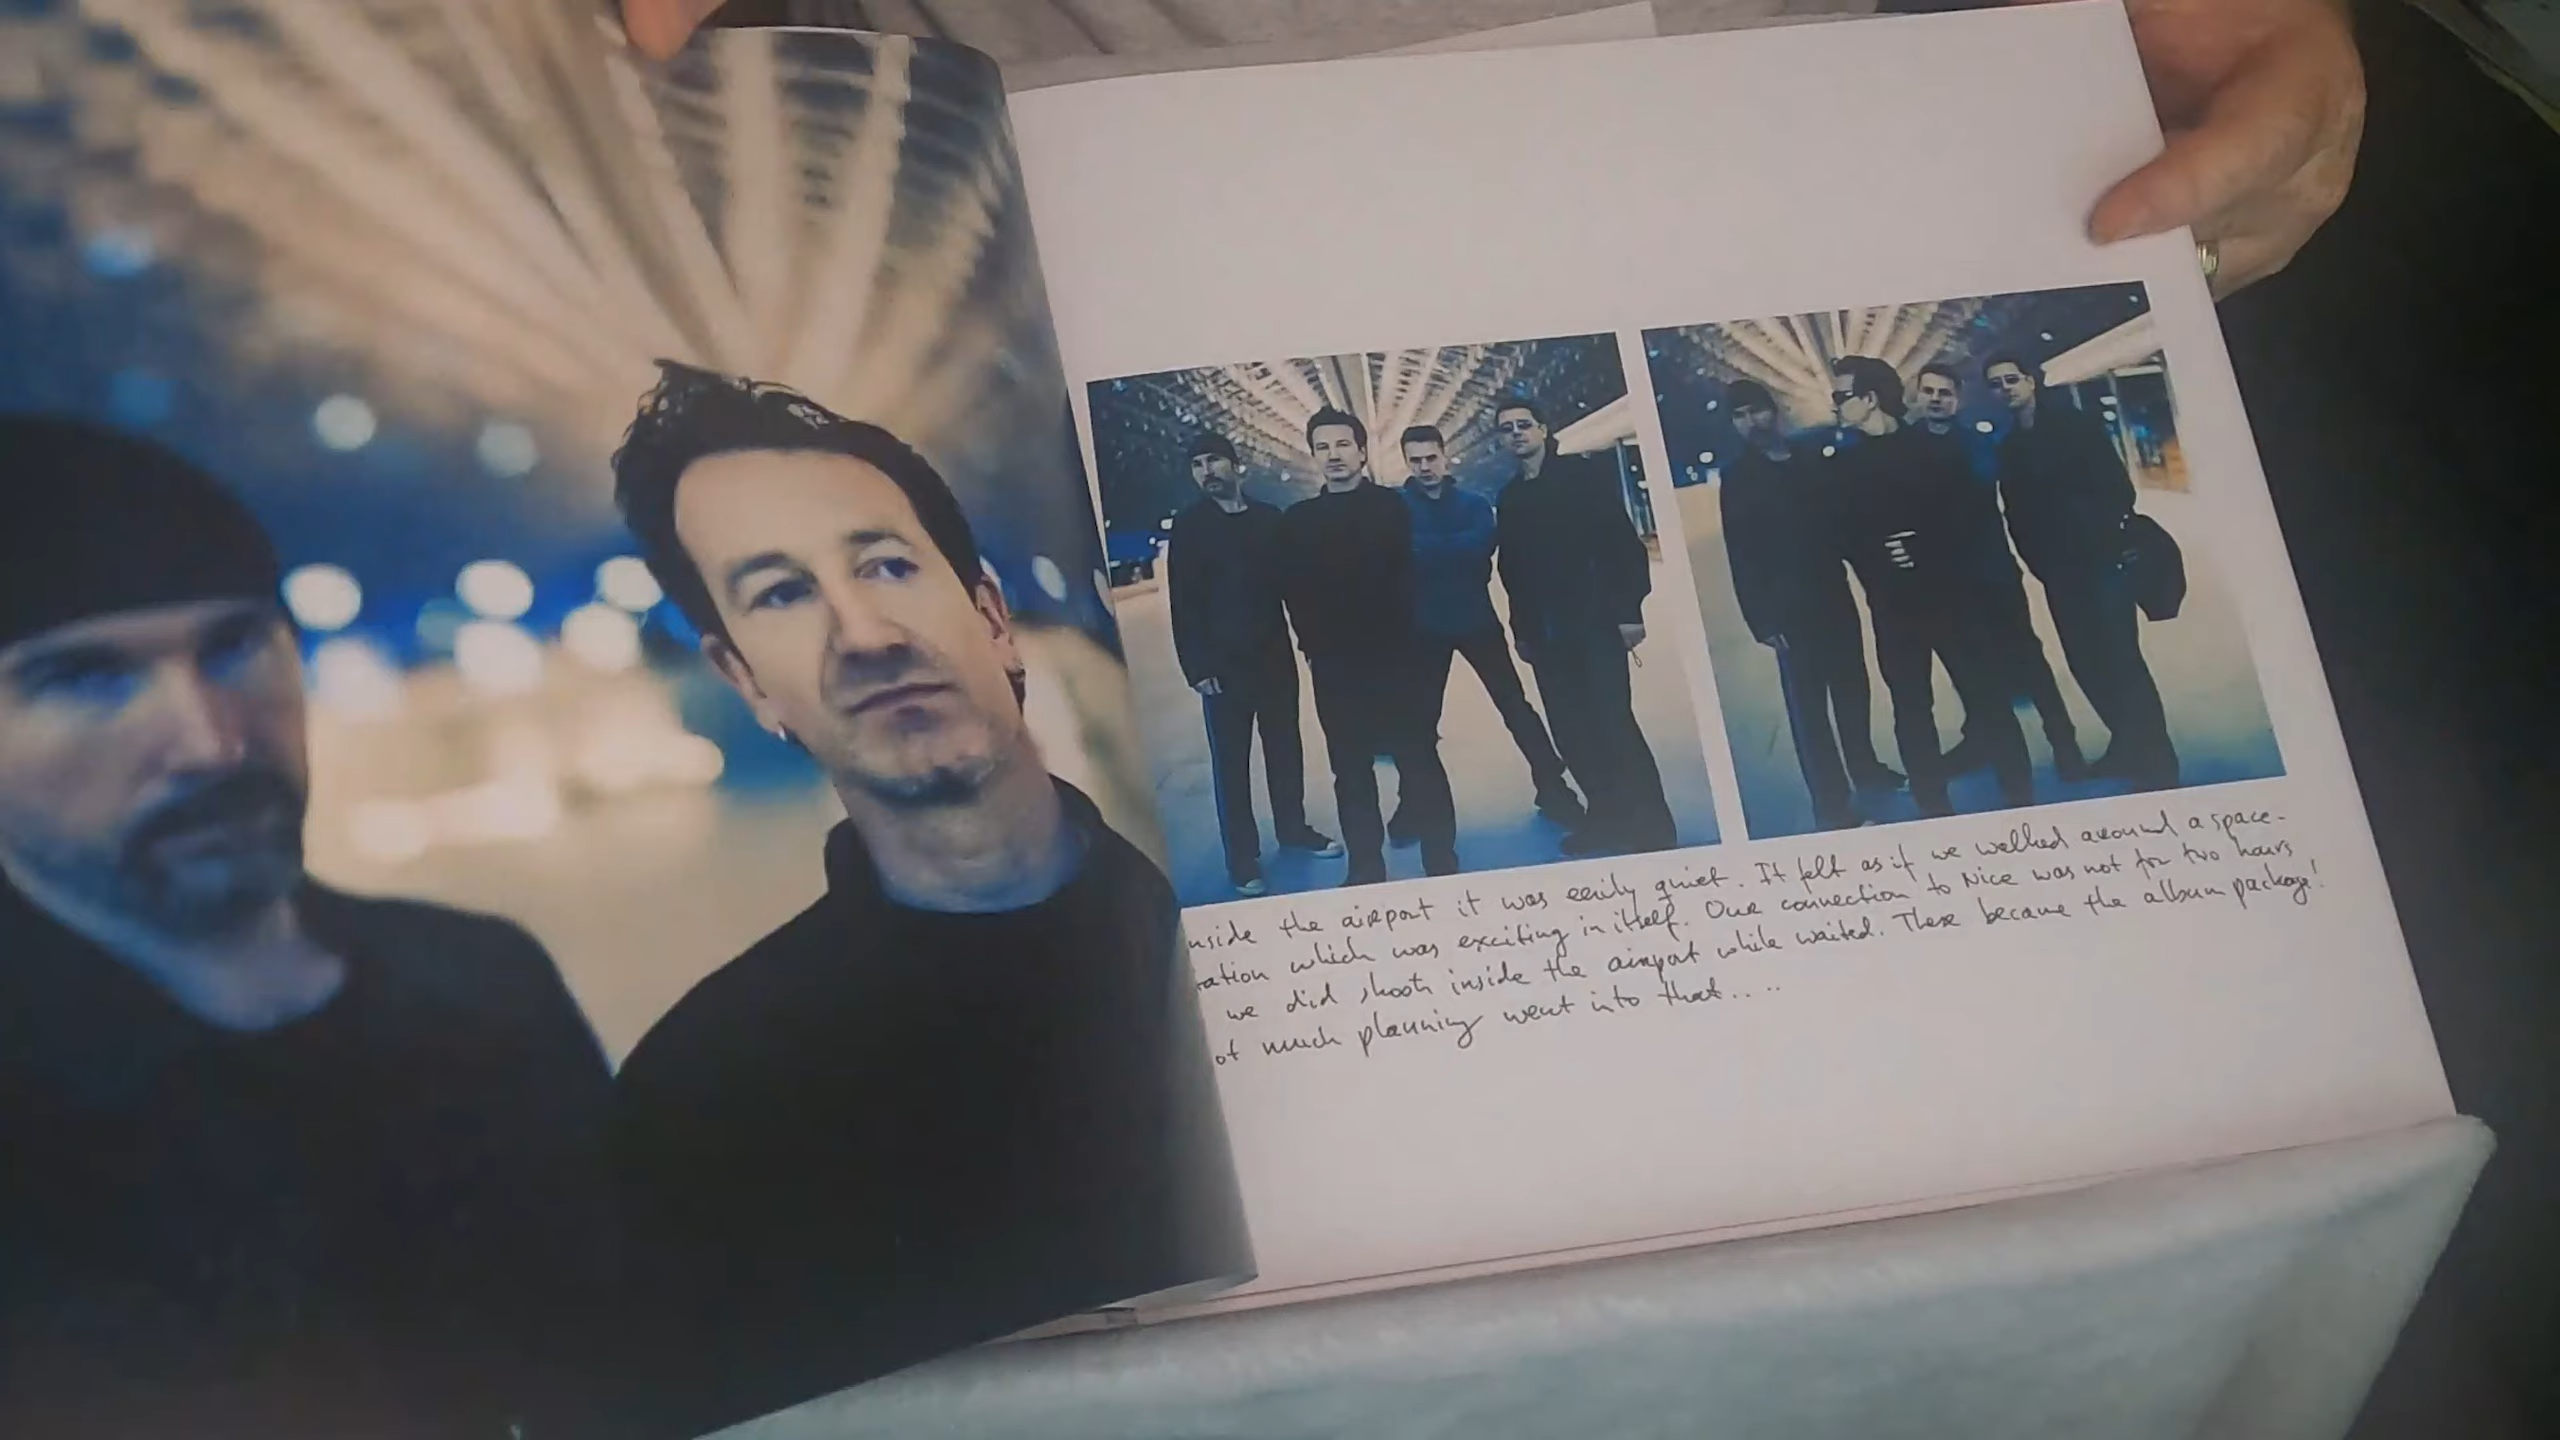 nside the airport it was eerily quiet. It felt as if we walked around a space-
tation which was exciting in itself. Our connection to Nice was not for two hours
we did shoot inside the airport while waited. These became the album package!
ot much planning went into that....